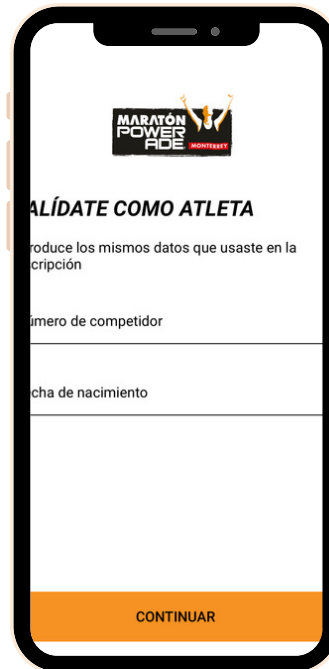 MARATÓN
POWER
ADE
MONTERREY
ALÍDATE COMO ATLETA
roduce los mismos datos que usaste en la
cripción
úmero de competidor
cha de nacimiento
CONTINUAR